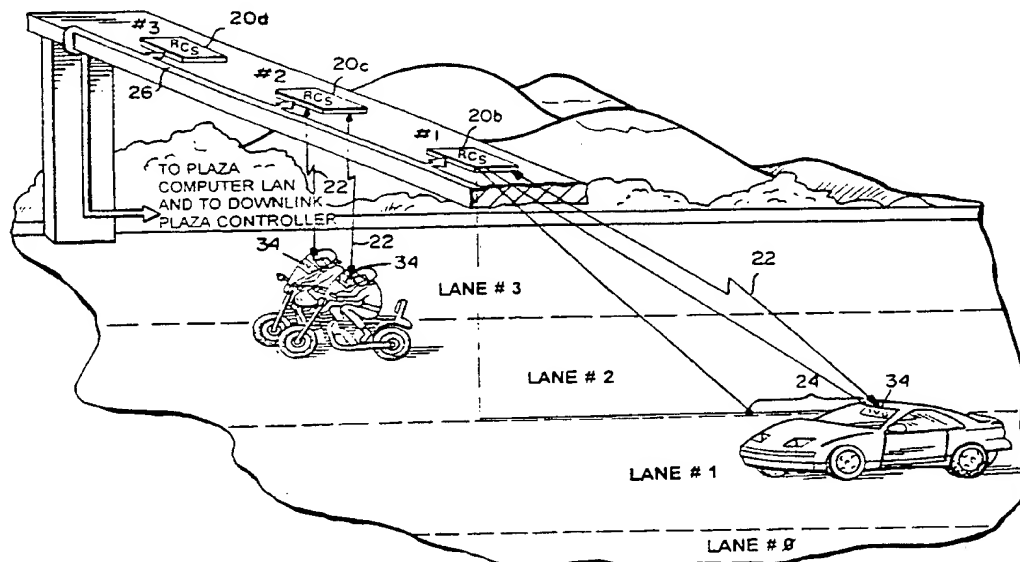 #3
20d
RCS
26
#2
20c
RCS
#1
20b
RCS
TO PLAZA
COMPUTER LAN
AND TO DOWNLINK
PLAZA CONTROLLER
22
22
34
34
22
LANE # 3
LANE # 2
24
34
LANE # 1
LANE # 0